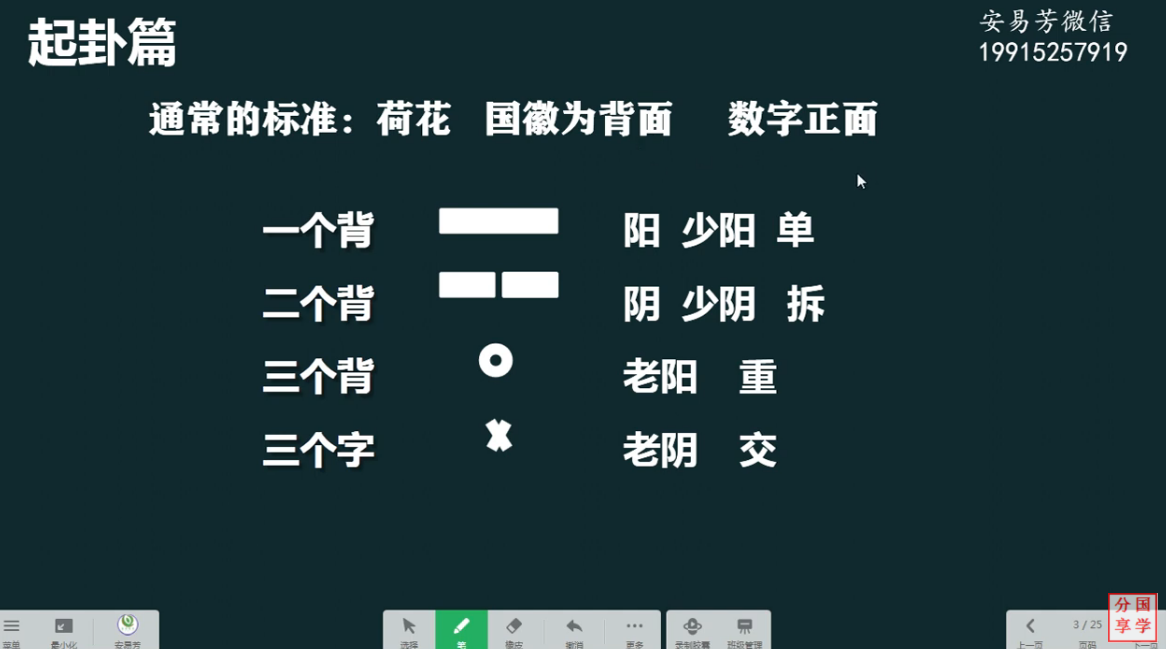 起卦篇
安易芳微信
19915257919
通常的标准：荷花 国徽为背面 数字正面
一个背 阳 少阳 单
二个背 阴 少阴 拆
三个背 老阳 重
三个字 老阴 交
菜单 最小化 安易芳 选择 笔 橡皮 撤消 更多 录制胶囊 班级管理 上一页 3 / 25 页码 下一页
分国
享学